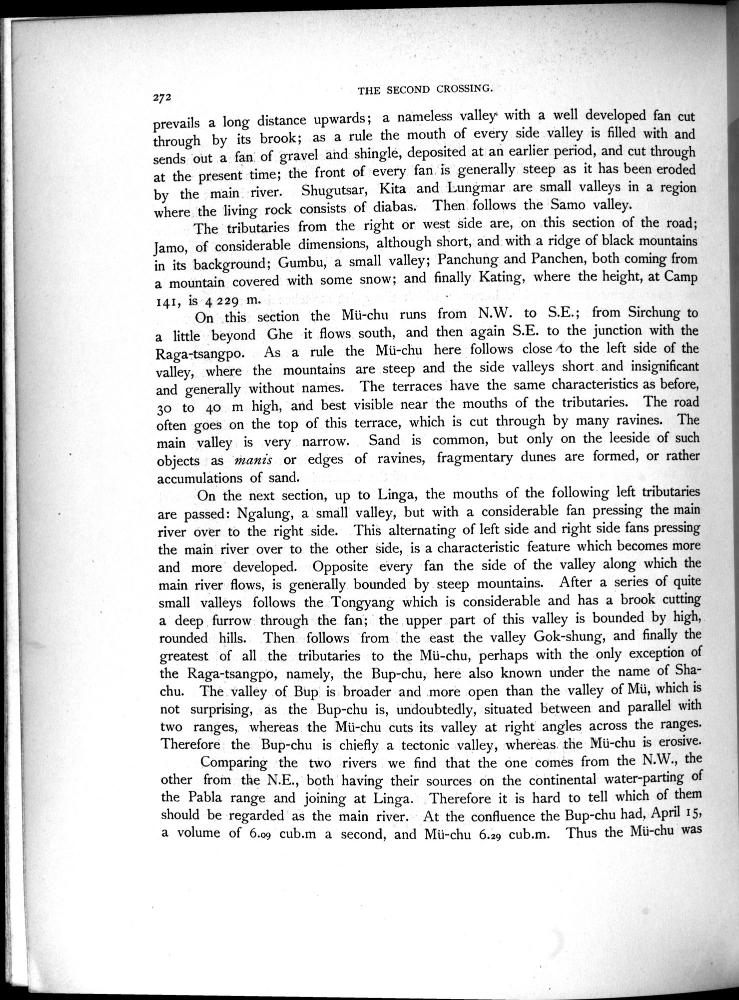 272
THE SECOND CROSSING.
prevails a long distance upwards; a nameless valley with a well developed fan cut
through by its brook; as a rule the mouth of every side valley is filled with and
sends out a fan of gravel and shingle, deposited at an earlier period, and cut through
at the present time; the front of every fan is generally steep as it has been eroded
by the main river. Shugutsar, Kita and Lungmar are small valleys in a region
where the living rock consists of diabas. Then follows the Samo valley.
The tributaries from the right or west side are, on this section of the road;
Jamo, of considerable dimensions, although short, and with a ridge of black mountains
in its background; Gumbu, a small valley; Panchung and Panchen, both coming from
a mountain covered with some snow; and finally Kating, where the height, at Camp
141, is 4 229 m.
On this section the Mü-chu runs from N.W. to S.E.; from Sirchung to
a little beyond Ghe it flows south, and then again S.E. to the junction with the
Raga-tsangpo. As a rule the Mü-chu here follows close to the left side of the
valley, where the mountains are steep and the side valleys short and insignificant
and generally without names. The terraces have the same characteristics as before,
30 to 40 m high, and best visible near the mouths of the tributaries. The road
often goes on the top of this terrace, which is cut through by many ravines. The
main valley is very narrow. Sand is common, but only on the leeside of such
objects as manis or edges of ravines, fragmentary dunes are formed, or rather
accumulations of sand.
On the next section, up to Linga, the mouths of the following left tributaries
are passed: Ngalung, a small valley, but with a considerable fan pressing the main
river over to the right side. This alternating of left side and right side fans pressing
the main river over to the other side, is a characteristic feature which becomes more
and more developed. Opposite every fan the side of the valley along which the
main river flows, is generally bounded by steep mountains. After a series of quite
small valleys follows the Tongyang which is considerable and has a brook cutting
a deep furrow through the fan; the upper part of this valley is bounded by high,
rounded hills. Then follows from the east the valley Gok-shung, and finally the
greatest of all the tributaries to the Mü-chu, perhaps with the only exception of
the Raga-tsangpo, namely, the Bup-chu, here also known under the name of Sha-
chu. The valley of Bup is broader and more open than the valley of Mü, which is
not surprising, as the Bup-chu is, undoubtedly, situated between and parallel with
two ranges, whereas the Mü-chu cuts its valley at right angles across the ranges.
Therefore the Bup-chu is chiefly a tectonic valley, whereas the Mü-chu is erosive.
Comparing the two rivers we find that the one comes from the N.W., the
other from the N.E., both having their sources on the continental water-parting of
the Pabla range and joining at Linga. Therefore it is hard to tell which of them
should be regarded as the main river. At the confluence the Bup-chu had, April 15,
a volume of 6.09 cub.m a second, and Mü-chu 6.29 cub.m. Thus the Mü-chu was